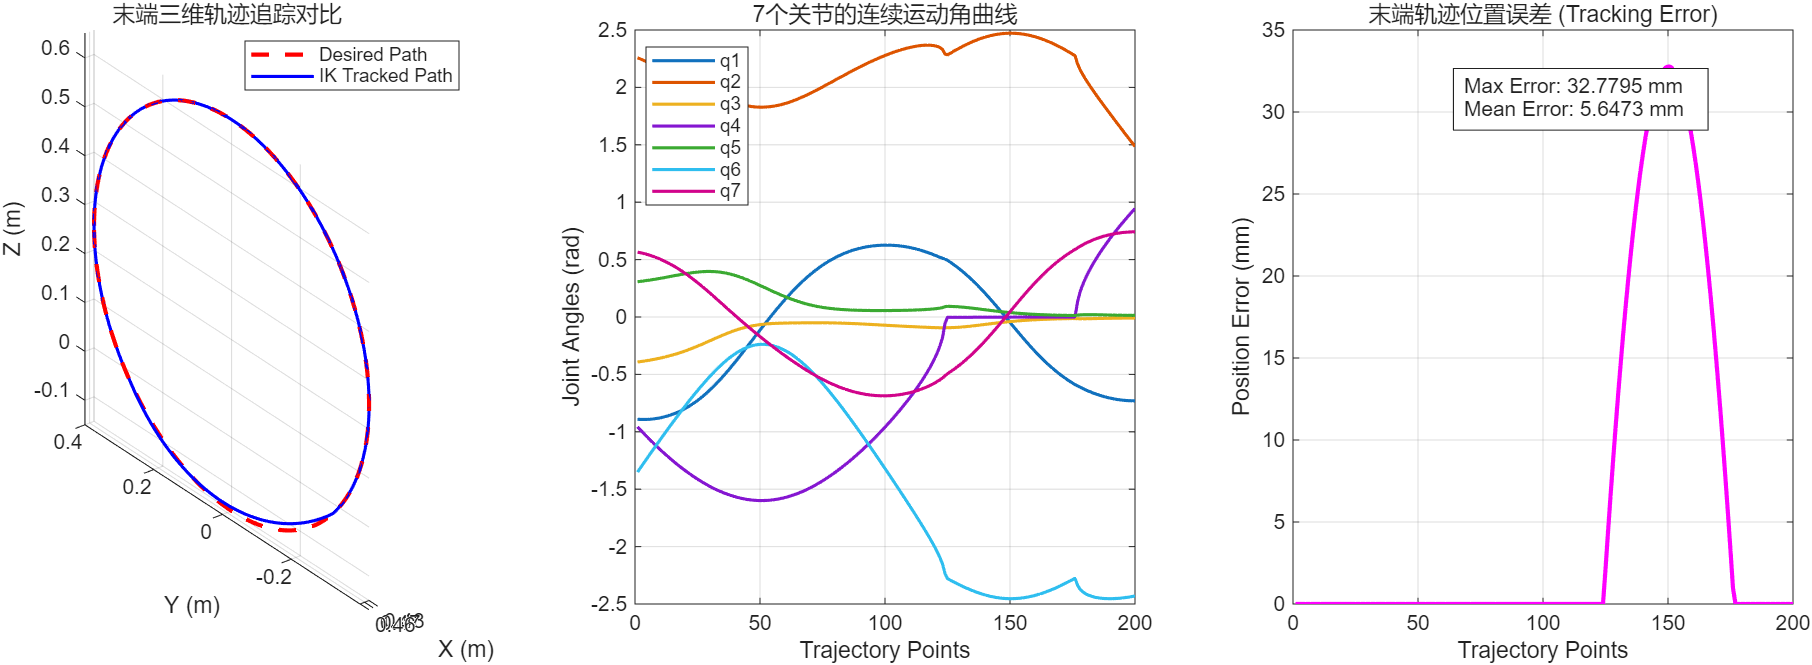 末端三维轨迹追踪对比
Desired Path
IK Tracked Path
Z (m)
0.6
0.5
0.4
0.3
0.2
0.1
0
-0.1
0.4
0.2
0
-0.2
Y (m)
X (m)
7个关节的连续运动角曲线
q1
q2
q3
q4
q5
q6
q7
Joint Angles (rad)
2.5
2
1.5
1
0.5
0
-0.5
-1
-1.5
-2
-2.5
0
50
100
150
200
Trajectory Points
末端轨迹位置误差 (Tracking Error)
Max Error: 32.7795 mm
Mean Error: 5.6473 mm
Position Error (mm)
35
30
25
20
15
10
5
0
0
50
100
150
200
Trajectory Points